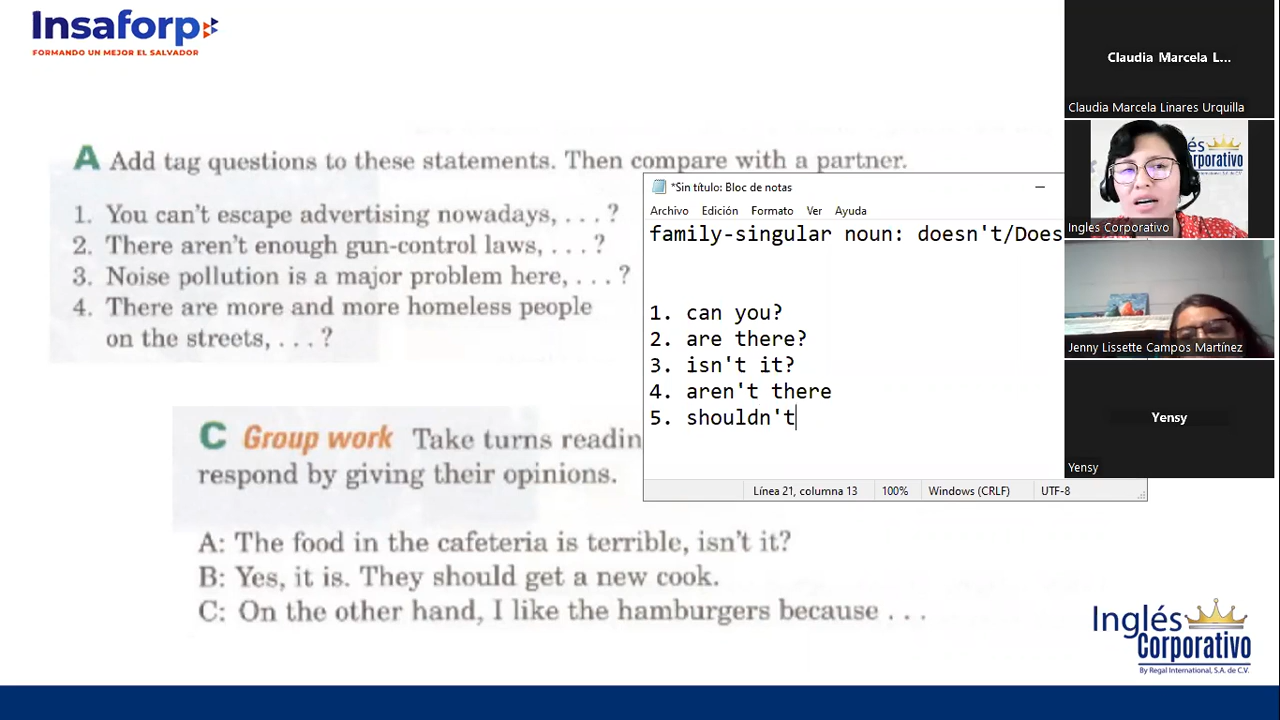 Insaforp
FORMANDO UN MEJOR EL SALVADOR
A Add tag questions to these statements. Then compare with a partner.
1. You can't escape advertising nowadays, . . . ?
2. There aren't enough gun-control laws, . . . ?
3. Noise pollution is a major problem here, . . . ?
4. There are more and more homeless people
on the streets, . . . ?
C Group work Take turns readin
respond by giving their opinions.
A: The food in the cafeteria is terrible, isn't it?
B: Yes, it is. They should get a new cook.
C: On the other hand, I like the hamburgers because . . .
*Sin título: Bloc de notas
Archivo Edición Formato Ver Ayuda
family-singular noun: doesn't/Does
1. can you?
2. are there?
3. isn't it?
4. aren't there
5. shouldn't
Línea 21, columna 13 100% Windows (CRLF) UTF-8
Claudia Marcela L...
Claudia Marcela Linares Urquilla
Corporativo
Ingles Corporativo
Jenny Lissette Campos Martínez
Yensy
Yensy
Inglés
Corporativo
By Regal International, S.A. de C.V.